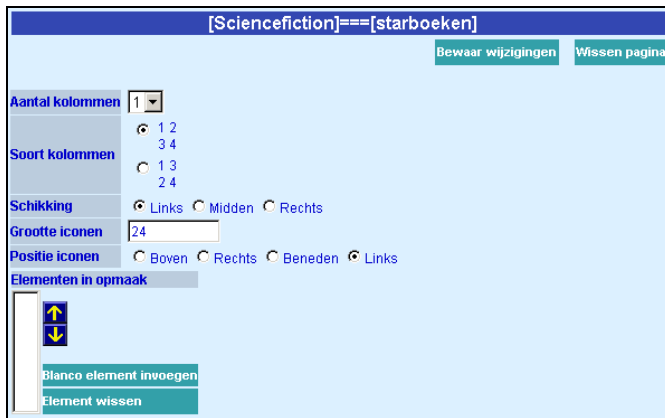 [Sciencefiction]===[starboeken]
Bewaar wijzigingen Wissen pagina
Aantal kolommen 1
Soort kolommen
1 2
3 4
1 3
2 4
Schikking Links Midden Rechts
Grootte iconen 24
Positie iconen Boven Rechts Beneden Links
Elementen in opmaak
Blanco element invoegen
Element wissen